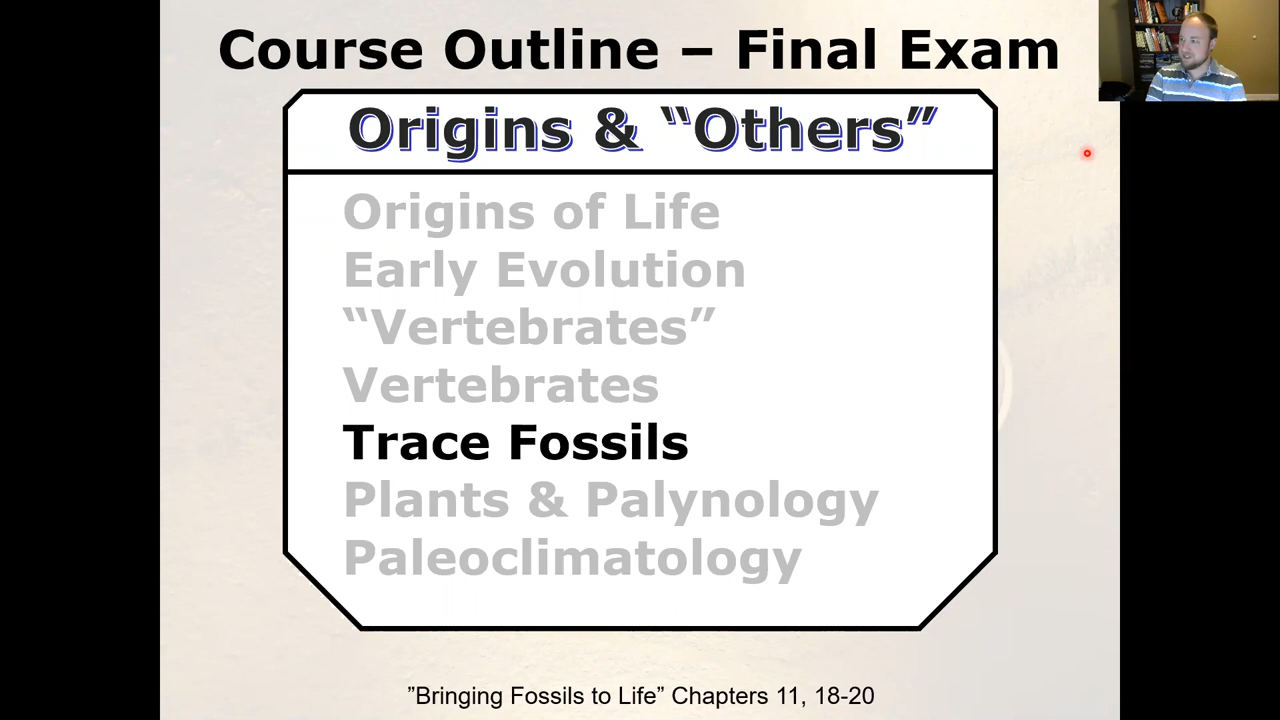 Course Outline – Final Exam
Origins & “Others”
Origins of Life
Early Evolution
“Vertebrates”
Vertebrates
Trace Fossils
Plants & Palynology
Paleoclimatology
”Bringing Fossils to Life” Chapters 11, 18-20